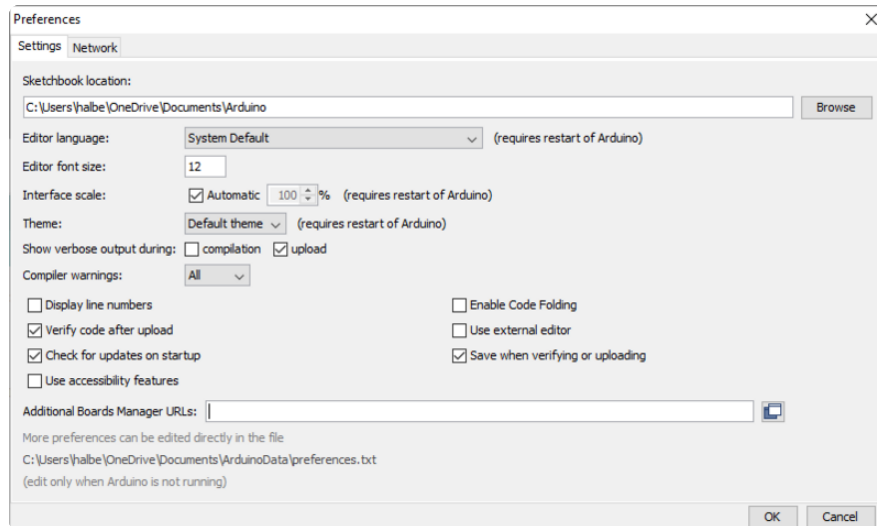 Preferences
Settings Network
Sketchbook location:
C:\Users\halbe\OneDrive\Documents\Arduino Browse
Editor language: System Default (requires restart of Arduino)
Editor font size: 12
Interface scale: Automatic 100 % (requires restart of Arduino)
Theme: Default theme (requires restart of Arduino)
Show verbose output during: compilation upload
Compiler warnings: All
Display line numbers Enable Code Folding
Verify code after upload Use external editor
Check for updates on startup Save when verifying or uploading
Use accessibility features
Additional Boards Manager URLs:
More preferences can be edited directly in the file
C:\Users\halbe\OneDrive\Documents\ArduinoData\preferences.txt
(edit only when Arduino is not running)
OK Cancel